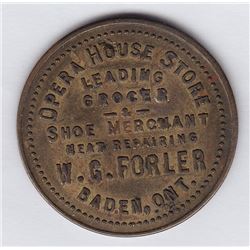 OPERA HOUSE STORE
LEADING
GROCER
&
SHOE MERCHANT
NEAT REPAIRING
W. G. FORLER
BADEN, ONT.